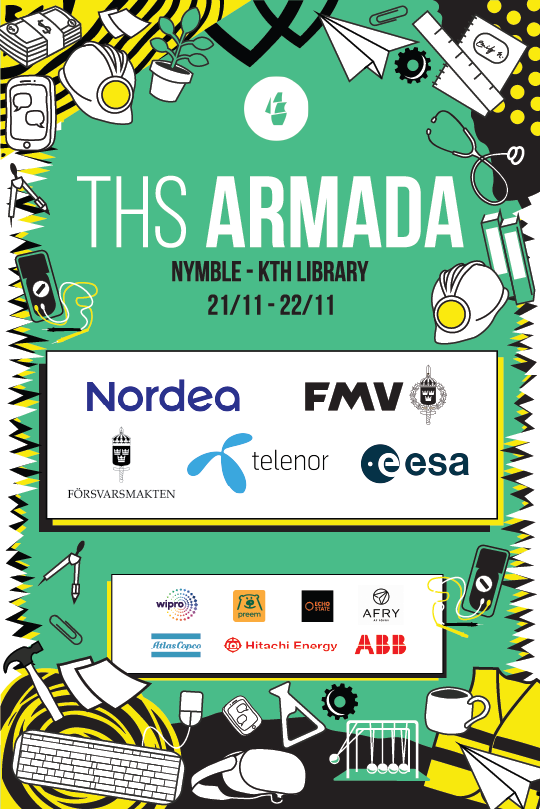 THS ARMADA
NYMBLE - KTH LIBRARY
21/11 - 22/11
Nordea FMV
FÖRSVARSMAKTEN telenor esa
wipro preem ECHO STATE AFRY
Atlas Copco Hitachi Energy ABB